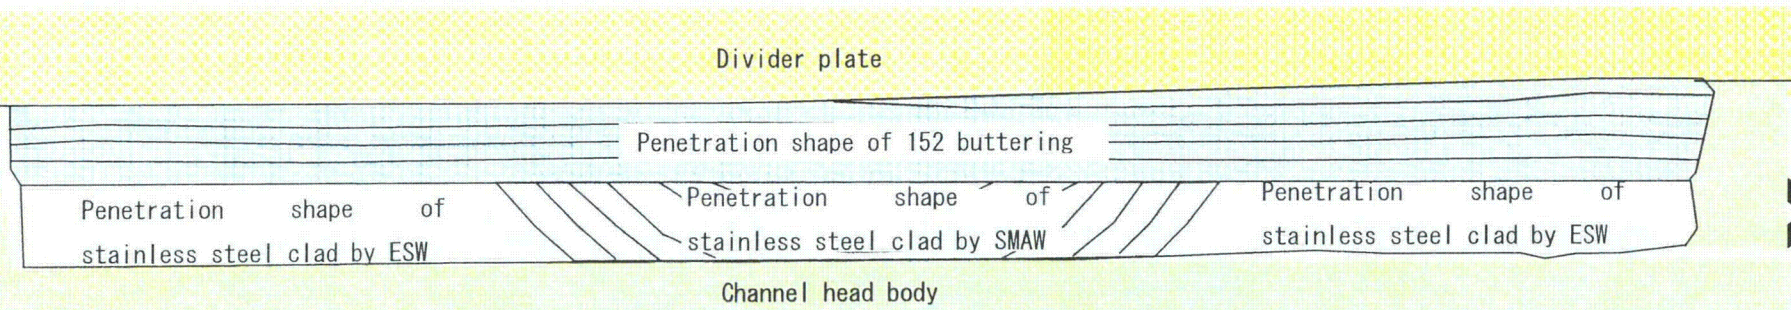 Divider plate
Penetration shape of 152 buttering
Penetration shape of
stainless steel clad by ESW
Penetration shape of
stainless steel clad by SMAW
Penetration shape of
stainless steel clad by ESW
Channel head body